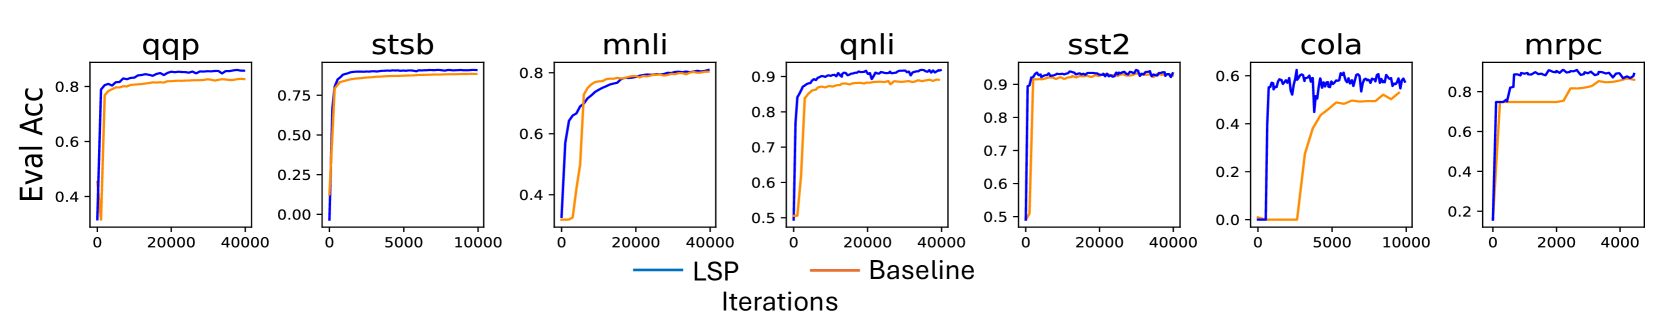 qqp stsb mnli qnli sst2 cola mrpc
Eval Acc
0.8 0.6 0.4
0 20000 40000
0.75 0.50 0.25 0.00
0 5000 10000
0.8 0.6 0.4
0 20000 40000
0.9 0.8 0.7 0.6 0.5
0 20000 40000
0.9 0.8 0.7 0.6 0.5
0 20000 40000
0.6 0.4 0.2 0.0
0 5000 10000
0.8 0.6 0.4 0.2
0 2000 4000
LSP Baseline
Iterations